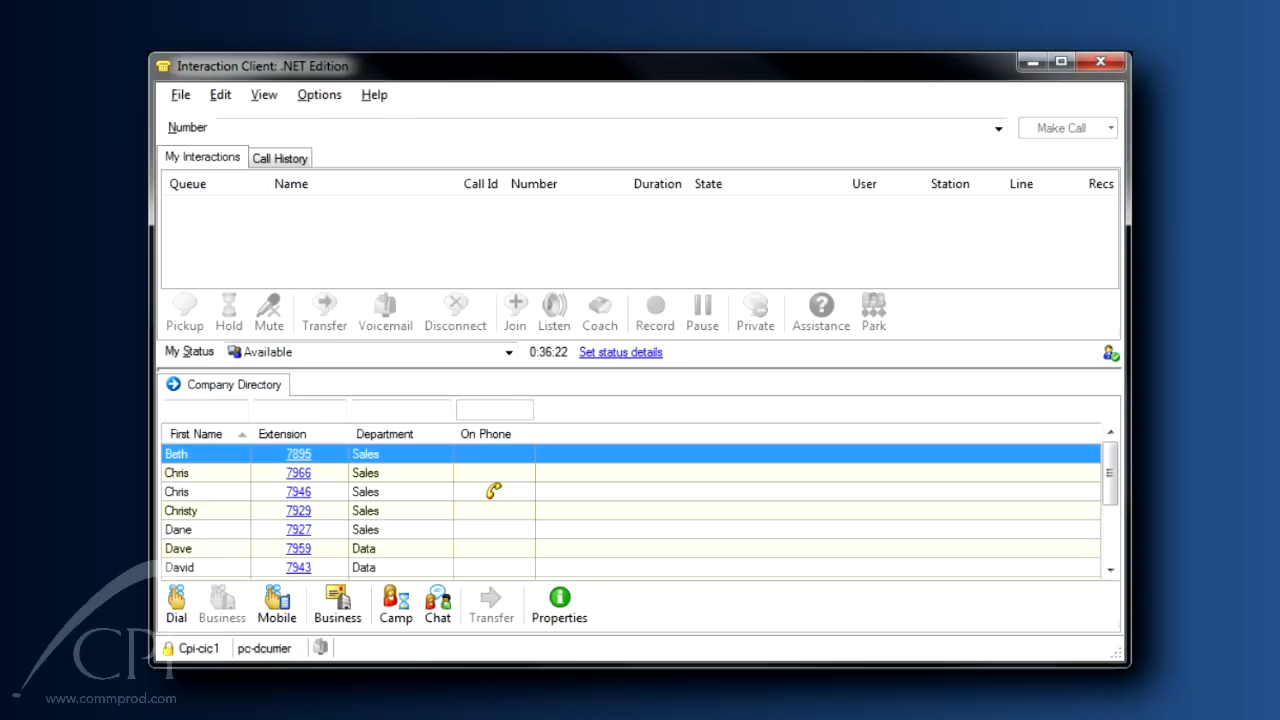 Interaction Client: .NET Edition
File Edit View Options Help
Number Make Call
My Interactions Call History
Queue Name Call Id Number Duration State User Station Line Recs
Pickup Hold Mute Transfer Voicemail Disconnect Join Listen Coach Record Pause Private Assistance Park
My Status Available 0:36:22 Set status details
Company Directory
First Name Extension Department On Phone
Beth 7895 Sales
Chris 7966 Sales
Chris 7946 Sales
Christy 7929 Sales
Dane 7927 Sales
Dave 7959 Data
David 7943 Data
Dial Business Mobile Business Camp Chat Transfer Properties
Cpi-cic1 pc-dcurrier
CPI
www.commprod.com